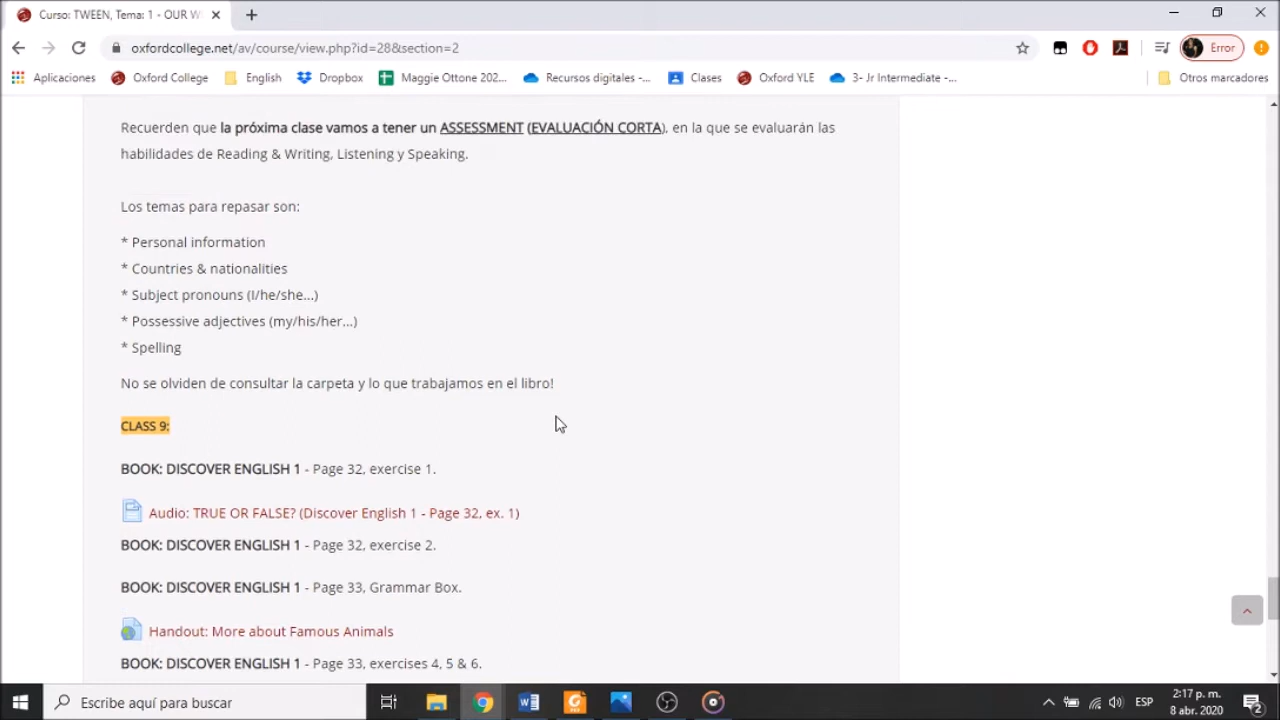 Curso: TWEEN, Tema: 1 - OUR W
oxfordcollege.net/av/course/view.php?id=28&section=2
Error
Aplicaciones
Oxford College
English
Dropbox
Maggie Ottone 202...
Recursos digitales -...
Clases
Oxford YLE
3- Jr Intermediate -...
Otros marcadores
Recuerden que la próxima clase vamos a tener un ASSESSMENT (EVALUACIÓN CORTA), en la que se evaluarán las
habilidades de Reading & Writing, Listening y Speaking.
Los temas para repasar son:
* Personal information
* Countries & nationalities
* Subject pronouns (I/he/she...)
* Possessive adjectives (my/his/her...)
* Spelling
No se olviden de consultar la carpeta y lo que trabajamos en el libro!
CLASS 9:
BOOK: DISCOVER ENGLISH 1 - Page 32, exercise 1.
Audio: TRUE OR FALSE? (Discover English 1 - Page 32, ex. 1)
BOOK: DISCOVER ENGLISH 1 - Page 32, exercise 2.
BOOK: DISCOVER ENGLISH 1 - Page 33, Grammar Box.
Handout: More about Famous Animals
BOOK: DISCOVER ENGLISH 1 - Page 33, exercises 4, 5 & 6.
Escribe aquí para buscar
ESP
2:17 p. m.
8 abr. 2020
2